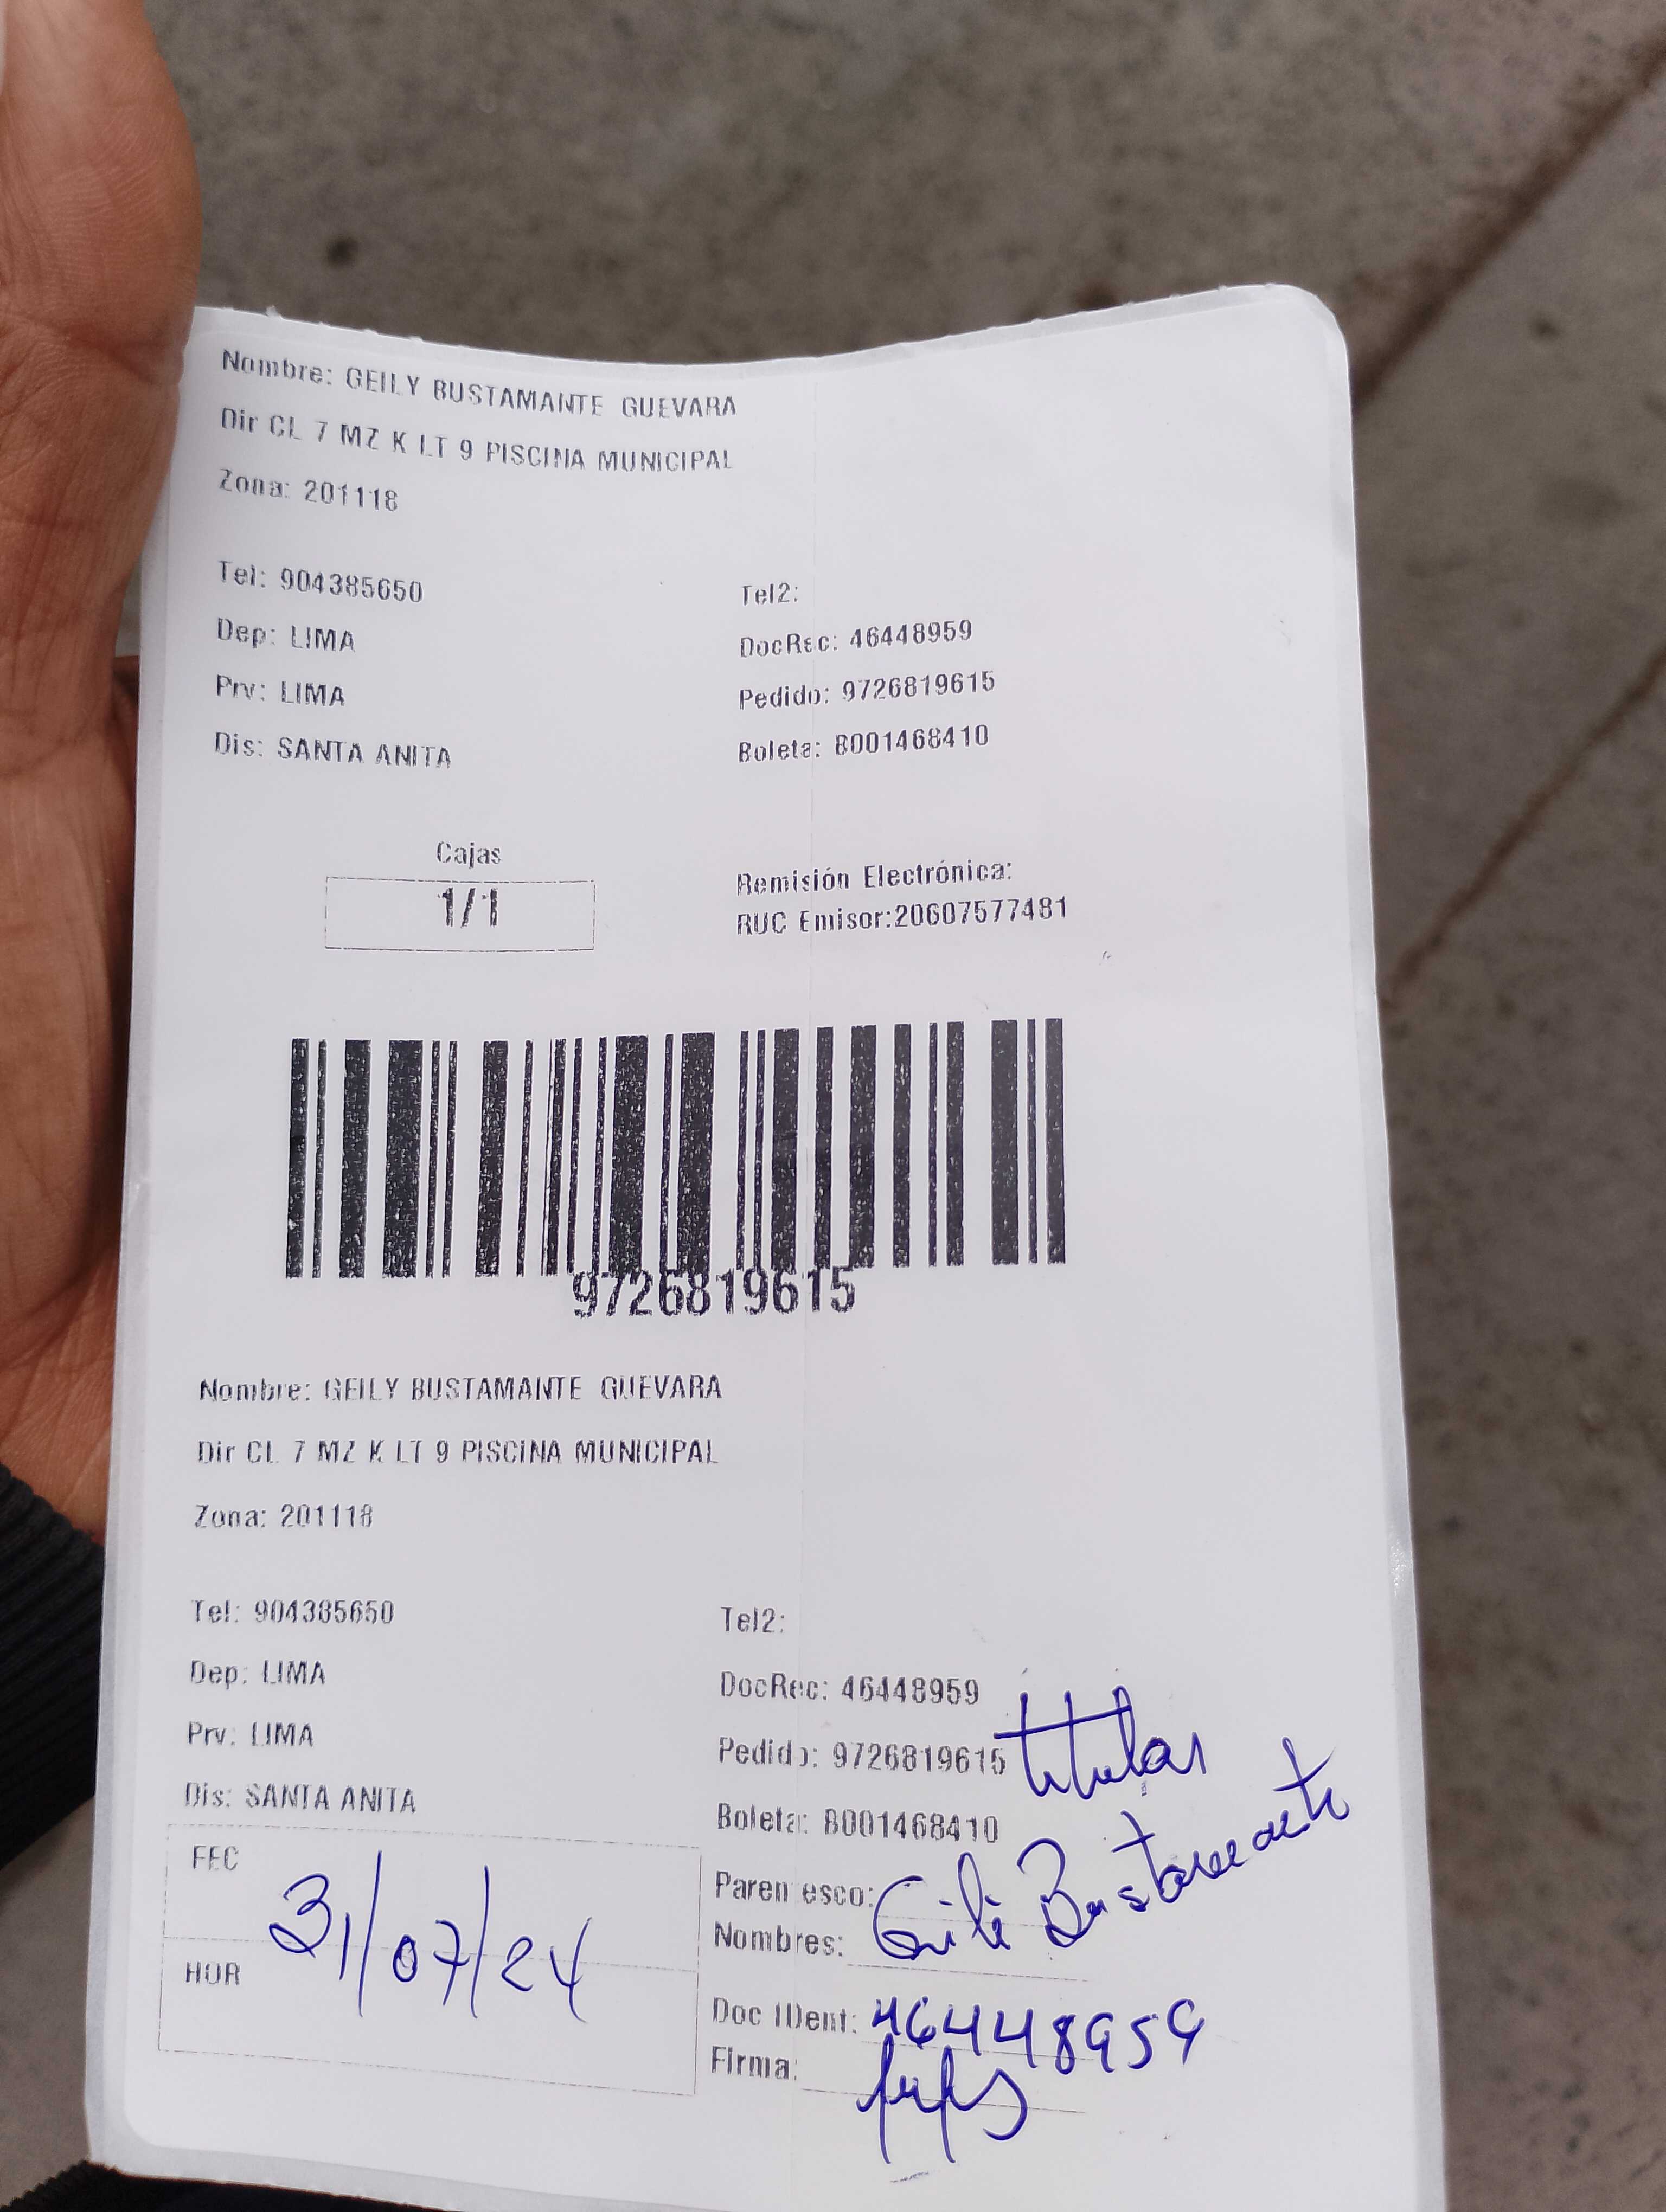 Nombre: GEILY BUSTAMANTE GUEVARA
Dir CL 7 MZ K LT 9 PISCINA MUNICIPAL
Zona: 201118
Tel: 904385650
Tel2:
Dep: LIMA
DocRec: 46448959
Prv: LIMA
Pedido: 9726819615
Dis: SANTA ANITA
Boleta: 8001468410
Cajas
1/1
Remisión Electrónica:
RUC Emisor:20607577481
9726819615
Nombre: GEILY BUSTAMANTE GUEVARA
Dir CL 7 MZ K LT 9 PISCINA MUNICIPAL
Zona: 201118
Tel: 904385650
Tel2:
Dep: LIMA
DocRec: 46448959
Prv: LIMA
Pedido: 9726819615 titular
Dis: SANTA ANITA
Boleta: 8001468410
FEC 31/07/24
Parentesco:
Nombres: Geili Bustamante
HOR
Doc IDent: 46448959
Firma: